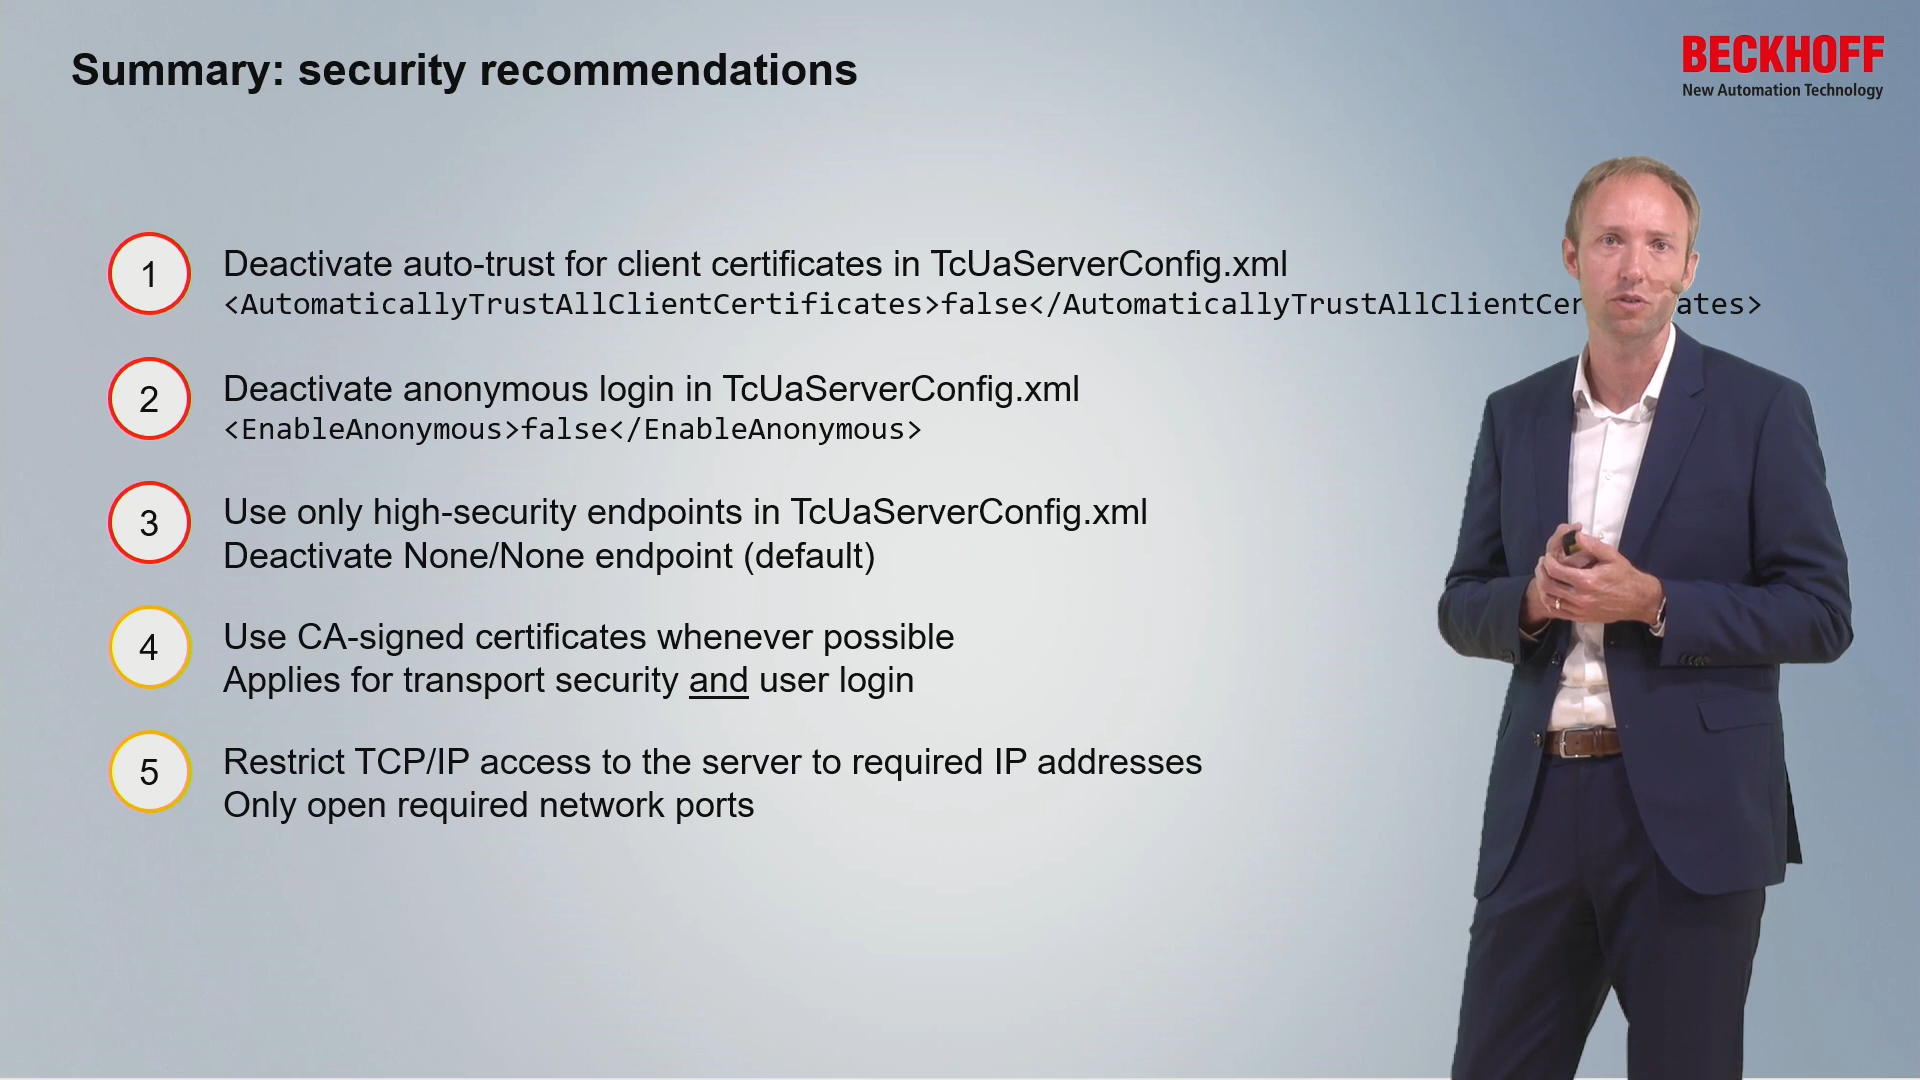 Summary: security recommendations
BECKHOFF
New Automation Technology
1
Deactivate auto-trust for client certificates in TcUaServerConfig.xml
<AutomaticallyTrustAllClientCertificates>false</AutomaticallyTrustAllClientCer ates>
2
Deactivate anonymous login in TcUaServerConfig.xml
<EnableAnonymous>false</EnableAnonymous>
3
Use only high-security endpoints in TcUaServerConfig.xml
Deactivate None/None endpoint (default)
4
Use CA-signed certificates whenever possible
Applies for transport security and user login
5
Restrict TCP/IP access to the server to required IP addresses
Only open required network ports